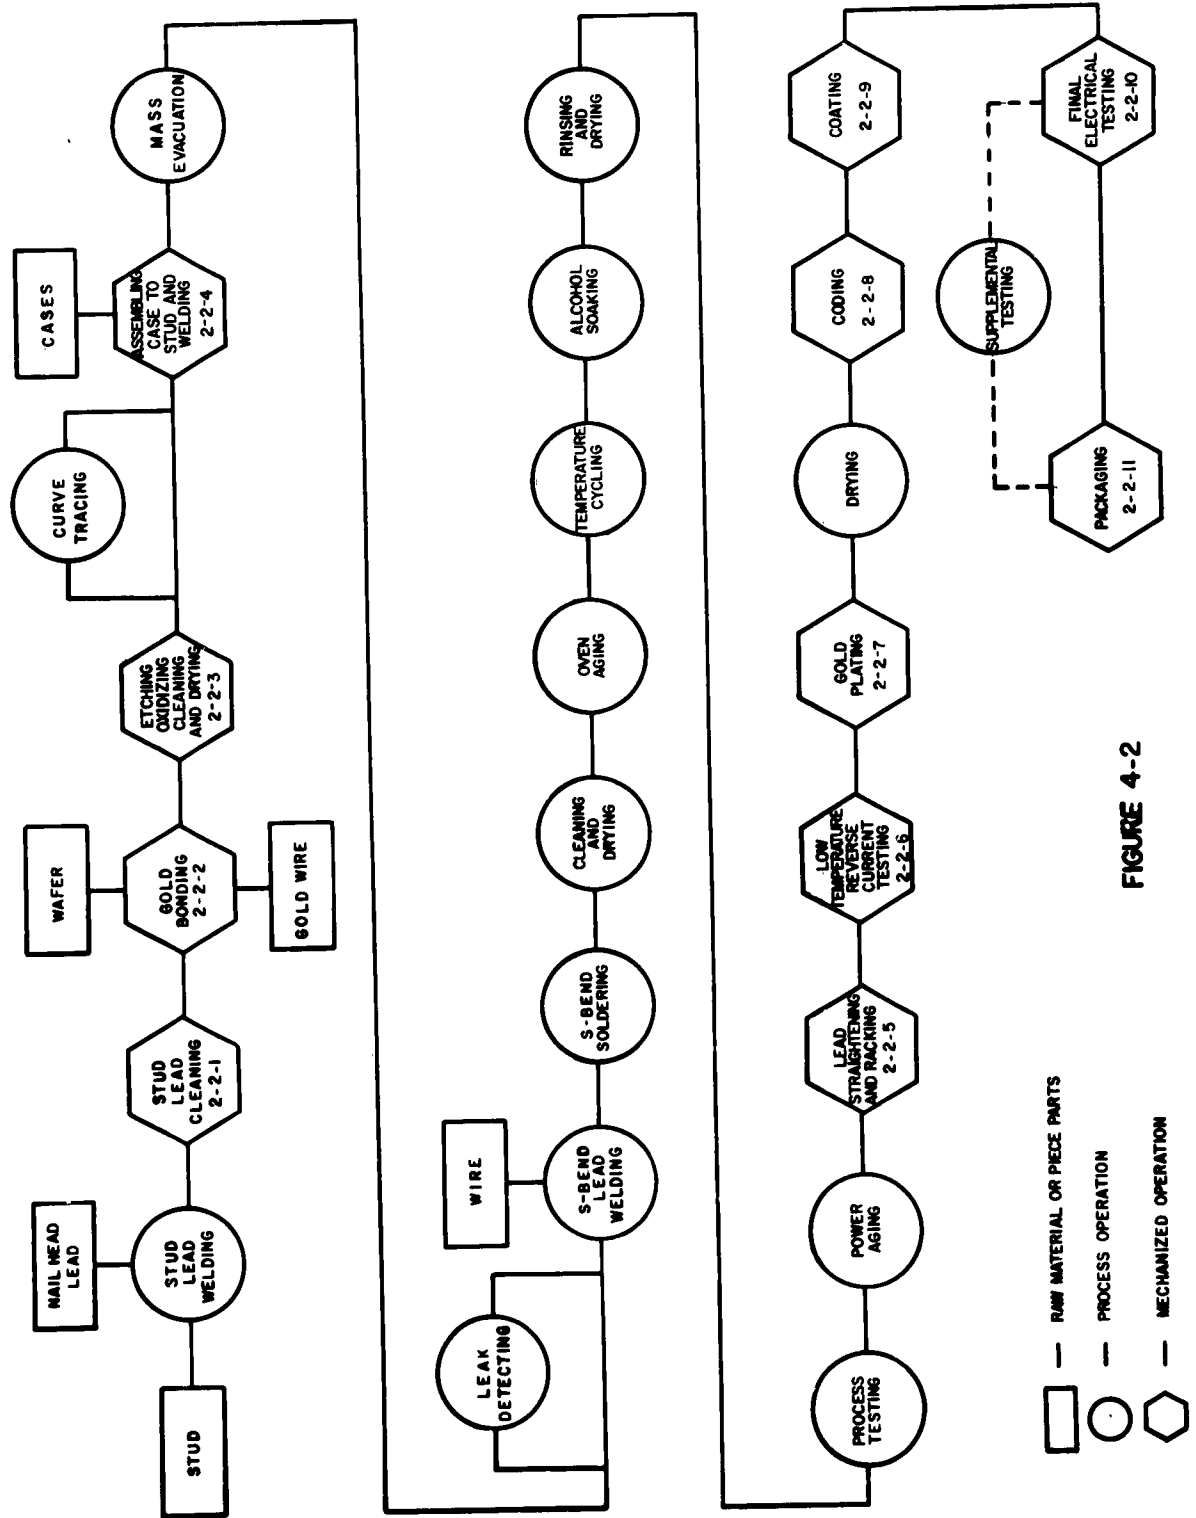 STUD
NAIL HEAD
LEAD
STUD
LEAD
WELDING
STUD
LEAD
CLEANING
2-2-1
WAFER
GOLD
BONDING
2-2-2
GOLD WIRE
ETCHING
OXIDIZING
CLEANING
AND DRYING
2-2-3
CURVE
TRACING
CASES
ASSEMBLING
CASE TO
STUD AND
WELDING
2-2-4
MASS
EVACUATION
LEAK
DETECTING
WIRE
S-BEND
LEAD
WELDING
S-BEND
SOLDERING
CLEANING
AND
DRYING
OVEN
AGING
TEMPERATURE
CYCLING
ALCOHOL
SOAKING
RINSING
AND
DRYING
PROCESS
TESTING
POWER
AGING
LEAD
STRAIGHTENING
AND RACKING
2-2-5
LOW
TEMPERATURE
REVERSE
CURRENT
TESTING
2-2-6
GOLD
PLATING
2-2-7
DRYING
CODING
2-2-8
COATING
2-2-9
FINAL
ELECTRICAL
TESTING
2-2-10
SUPPLEMENTAL
TESTING
PACKAGING
2-2-11
— RAW MATERIAL OR PIECE PARTS
— PROCESS OPERATION
— MECHANIZED OPERATION
FIGURE 4-2